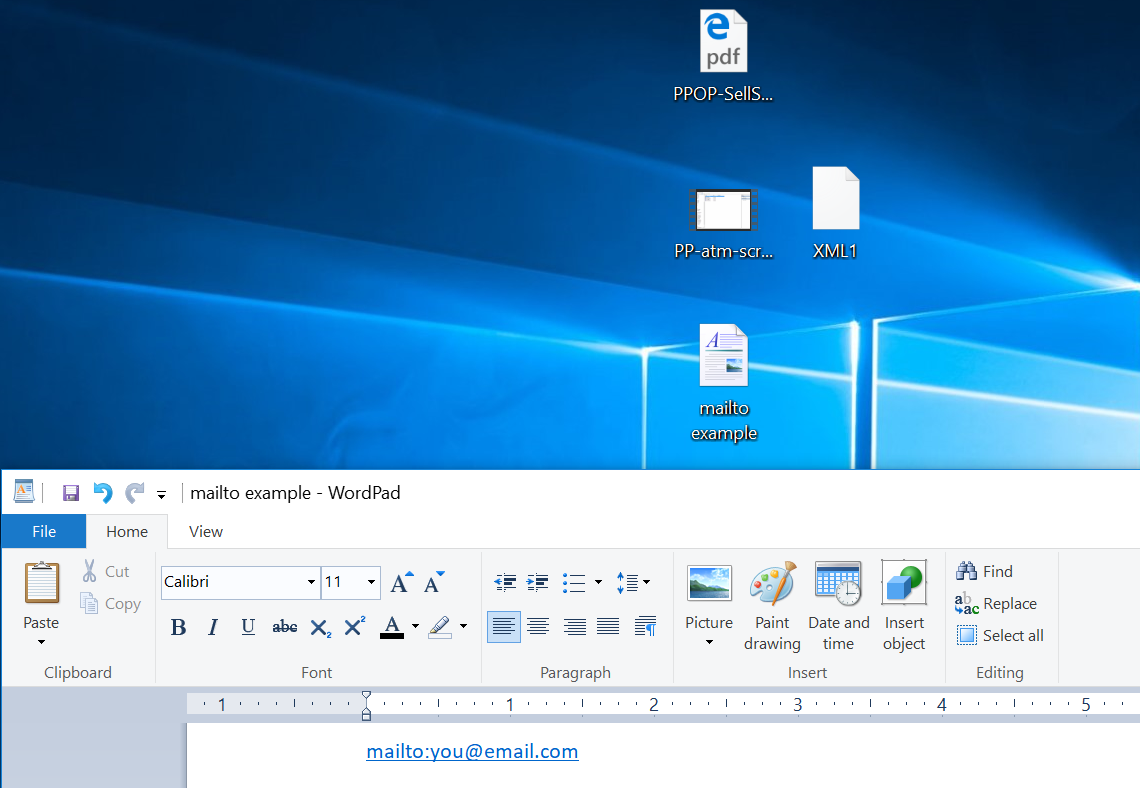 pdf
PPOP-SellS...
PP-atm-scr...
XML1
mailto
example
mailto example - WordPad
File Home View
Paste
Cut
Copy
Clipboard
Calibri 11
A A
B I U abc X₂ X² A
Font
Paragraph
Picture
Paint
drawing
Date and
time
Insert
object
Insert
Find
Replace
Select all
Editing
1 1 2 3 4 5
mailto:you@email.com